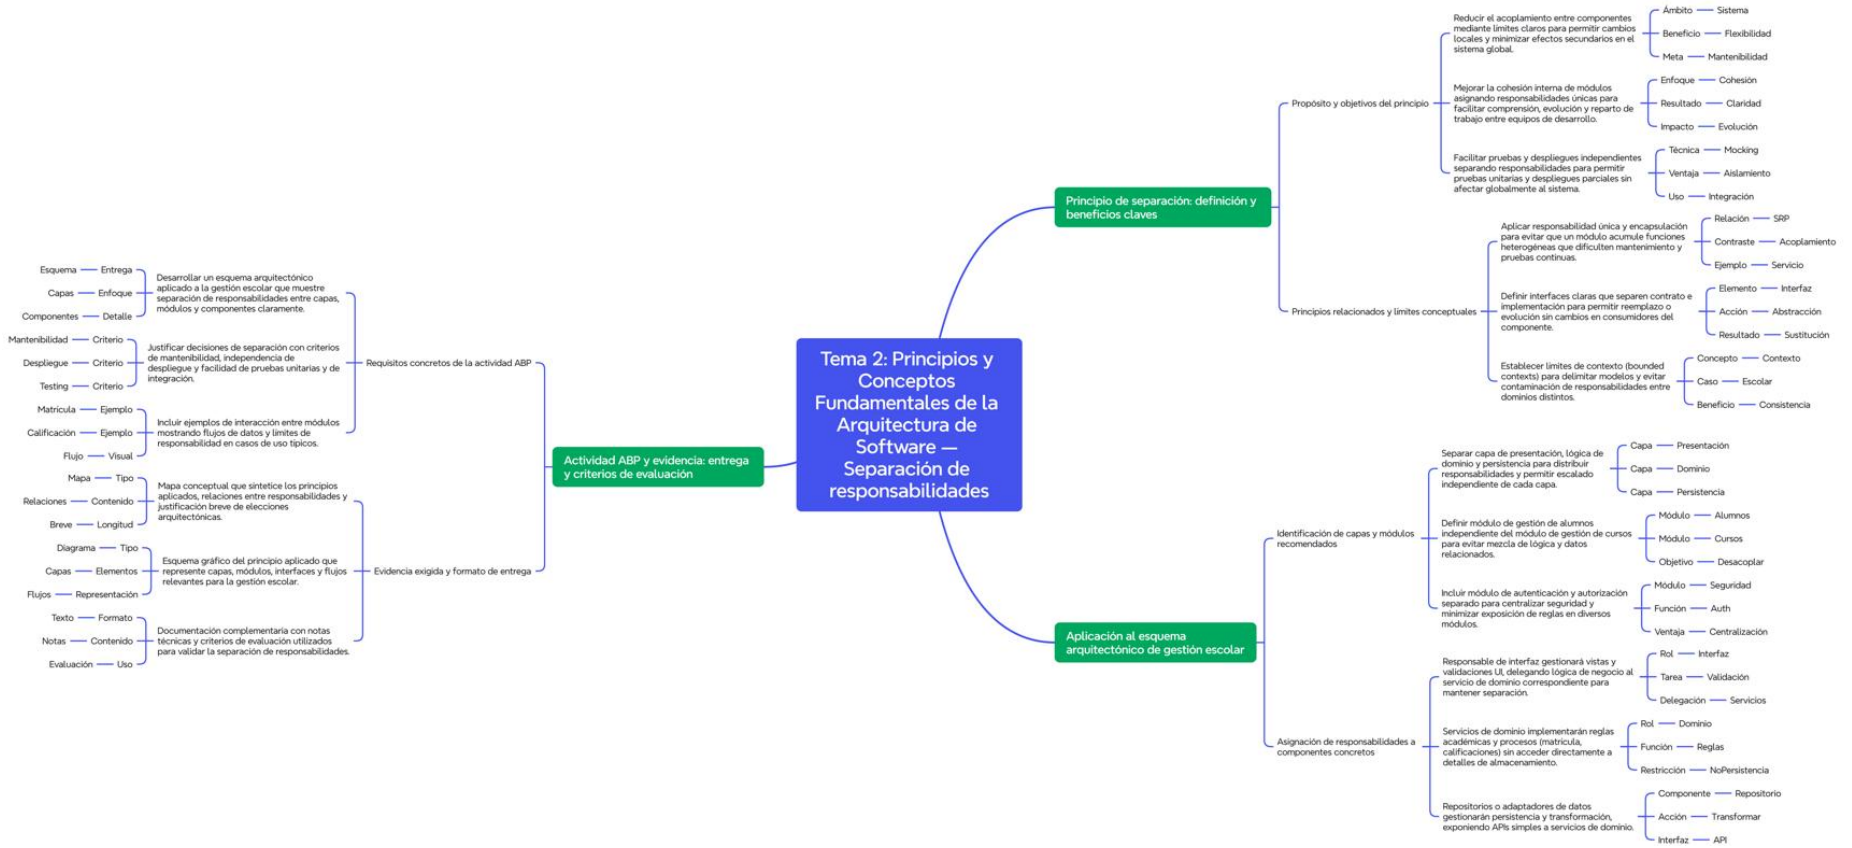 Tema 2: Principios y
Conceptos
Fundamentales de la
Arquitectura de
Software —
Separación de
responsabilidades
Principio de separación: definición y
beneficios claves
Propósito y objetivos del principio
Reducir el acoplamiento entre componentes
mediante límites claros para permitir cambios
locales y minimizar efectos secundarios en el
sistema global.
Ámbito — Sistema
Beneficio — Flexibilidad
Meta — Mantenibilidad
Mejorar la cohesión interna de módulos
asignando responsabilidades únicas para
facilitar comprensión, evolución y reparto de
trabajo entre equipos de desarrollo.
Enfoque — Cohesión
Resultado — Claridad
Impacto — Evolución
Facilitar pruebas y despliegues independientes
separando responsabilidades para permitir
pruebas unitarias y despliegues parciales sin
afectar globalmente al sistema.
Técnica — Mocking
Ventaja — Aislamiento
Uso — Integración
Principios relacionados y límites conceptuales
Aplicar responsabilidad única y encapsulación
para evitar que un módulo acumule funciones
heterogéneas que dificulten mantenimiento y
pruebas continuas.
Relación — SRP
Contraste — Acoplamiento
Ejemplo — Servicio
Definir interfaces claras que separen contrato e
implementación para permitir reemplazo o
evolución sin cambios en consumidores del
componente.
Elemento — Interfaz
Acción — Abstracción
Resultado — Sustitución
Establecer límites de contexto (bounded
contexts) para delimitar modelos y evitar
contaminación de responsabilidades entre
dominios distintos.
Concepto — Contexto
Caso — Escolar
Beneficio — Consistencia
Aplicación al esquema
arquitectónico de gestión escolar
Identificación de capas y módulos
recomendados
Separar capa de presentación, lógica de
dominio y persistencia para distribuir
responsabilidades y permitir escalado
independiente de cada capa.
Capa — Presentación
Capa — Dominio
Capa — Persistencia
Definir módulo de gestión de alumnos
independiente del módulo de gestión de cursos
para evitar mezcla de lógica y datos
relacionados.
Módulo — Alumnos
Módulo — Cursos
Objetivo — Desacoplar
Incluir módulo de autenticación y autorización
separado para centralizar seguridad y
minimizar exposición de reglas en diversos
módulos.
Módulo — Seguridad
Función — Auth
Ventaja — Centralización
Asignación de responsabilidades a
componentes concretos
Responsable de interfaz gestionará vistas y
validaciones UI, delegando lógica de negocio al
servicio de dominio correspondiente para
mantener separación.
Rol — Interfaz
Tarea — Validación
Delegación — Servicios
Servicios de dominio implementarán reglas
académicas y procesos (matrícula,
calificaciones) sin acceder directamente a
detalles de almacenamiento.
Rol — Dominio
Función — Reglas
Restricción — NoPersistencia
Repositorios o adaptadores de datos
gestionarán persistencia y transformación,
exponiendo APIs simples a servicios de dominio.
Componente — Repositorio
Acción — Transformar
Interfaz — API
Actividad ABP y evidencia: entrega
y criterios de evaluación
Requisitos concretos de la actividad ABP
Desarrollar un esquema arquitectónico
aplicado a la gestión escolar que muestre
separación de responsabilidades entre capas,
módulos y componentes claramente.
Esquema — Entrega
Capas — Enfoque
Componentes — Detalle
Justificar decisiones de separación con criterios
de mantenibilidad, independencia de
despliegue y facilidad de pruebas unitarias y de
integración.
Mantenibilidad — Criterio
Despliegue — Criterio
Testing — Criterio
Incluir ejemplos de interacción entre módulos
mostrando flujos de datos y límites de
responsabilidad en casos de uso típicos.
Matrícula — Ejemplo
Calificación — Ejemplo
Flujo — Visual
Evidencia exigida y formato de entrega
Mapa conceptual que sintetice los principios
aplicados, relaciones entre responsabilidades y
justificación breve de elecciones
arquitectónicas.
Mapa — Tipo
Relaciones — Contenido
Breve — Longitud
Esquema gráfico del principio aplicado que
represente capas, módulos, interfaces y flujos
relevantes para la gestión escolar.
Diagrama — Tipo
Capas — Elementos
Flujos — Representación
Documentación complementaria con notas
técnicas y criterios de evaluación utilizados
para validar la separación de responsabilidades.
Texto — Formato
Notas — Contenido
Evaluación — Uso